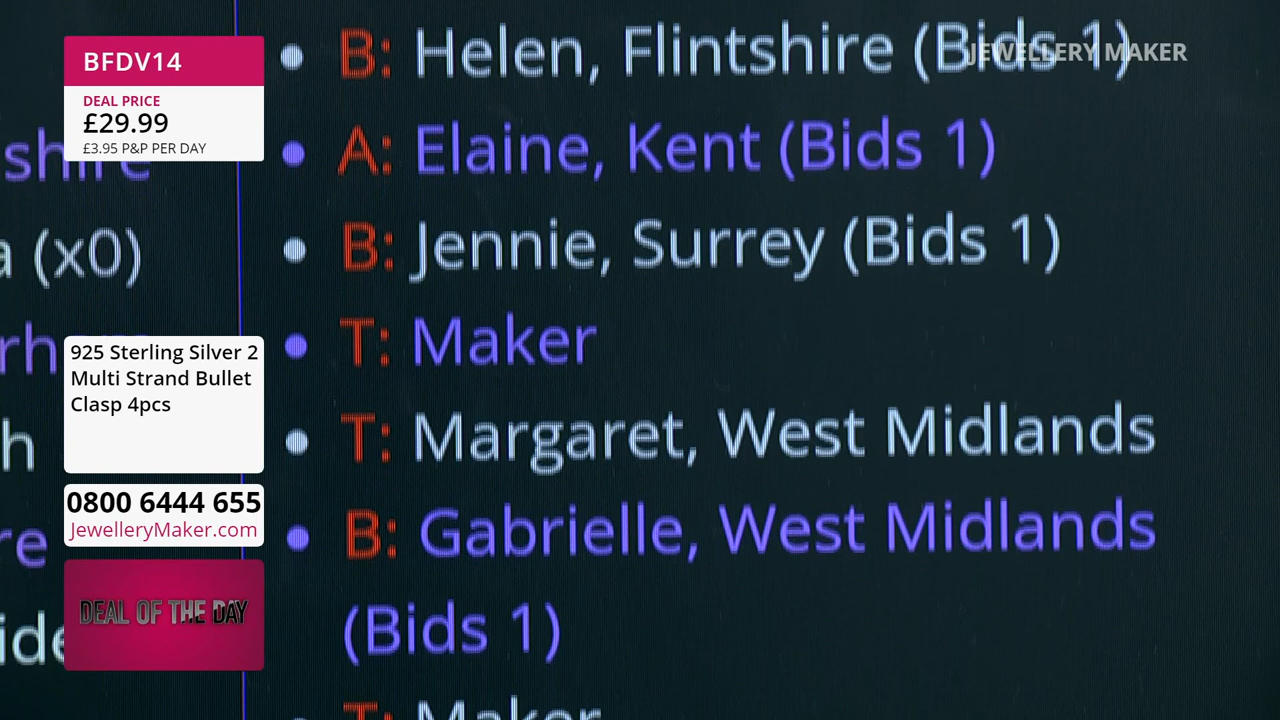 BFDV14
DEAL PRICE
£29.99
£3.95 P&P PER DAY
925 Sterling Silver 2
Multi Strand Bullet
Clasp 4pcs
0800 6444 655
JewelleryMaker.com
DEAL OF THE DAY
JEWELLERY MAKER
• B: Helen, Flintshire (Bids 1)
• A: Elaine, Kent (Bids 1)
• B: Jennie, Surrey (Bids 1)
• T: Maker
• T: Margaret, West Midlands
• B: Gabrielle, West Midlands
(Bids 1)
• T: Maker
(x0)